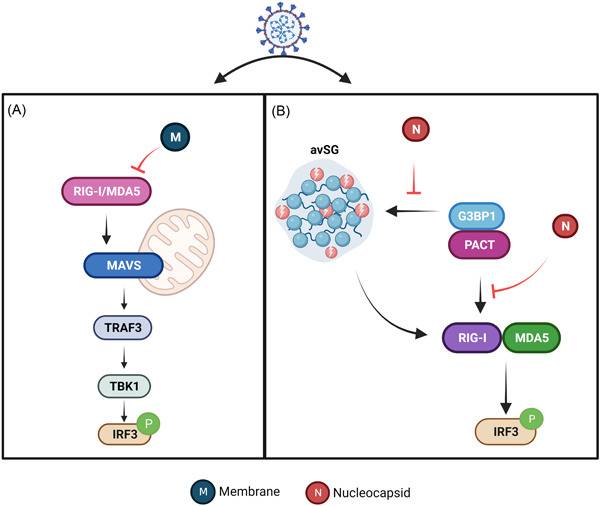 (A)
M
RIG-I/MDA5
MAVS
TRAF3
TBK1
P
IRF3
(B)
N
avSG
G3BP1
PACT
N
RIG-I
MDA5
P
IRF3
M Membrane
N Nucleocapsid